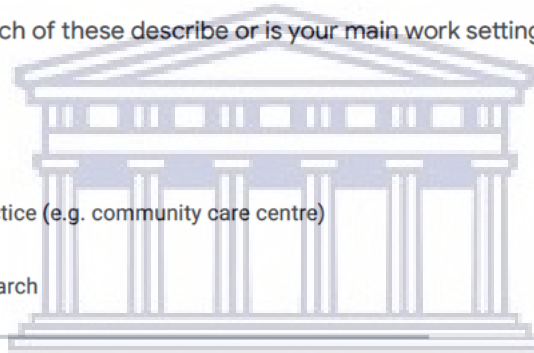 ch of these describe or is your main work setting
tice (e.g. community care centre)
arch